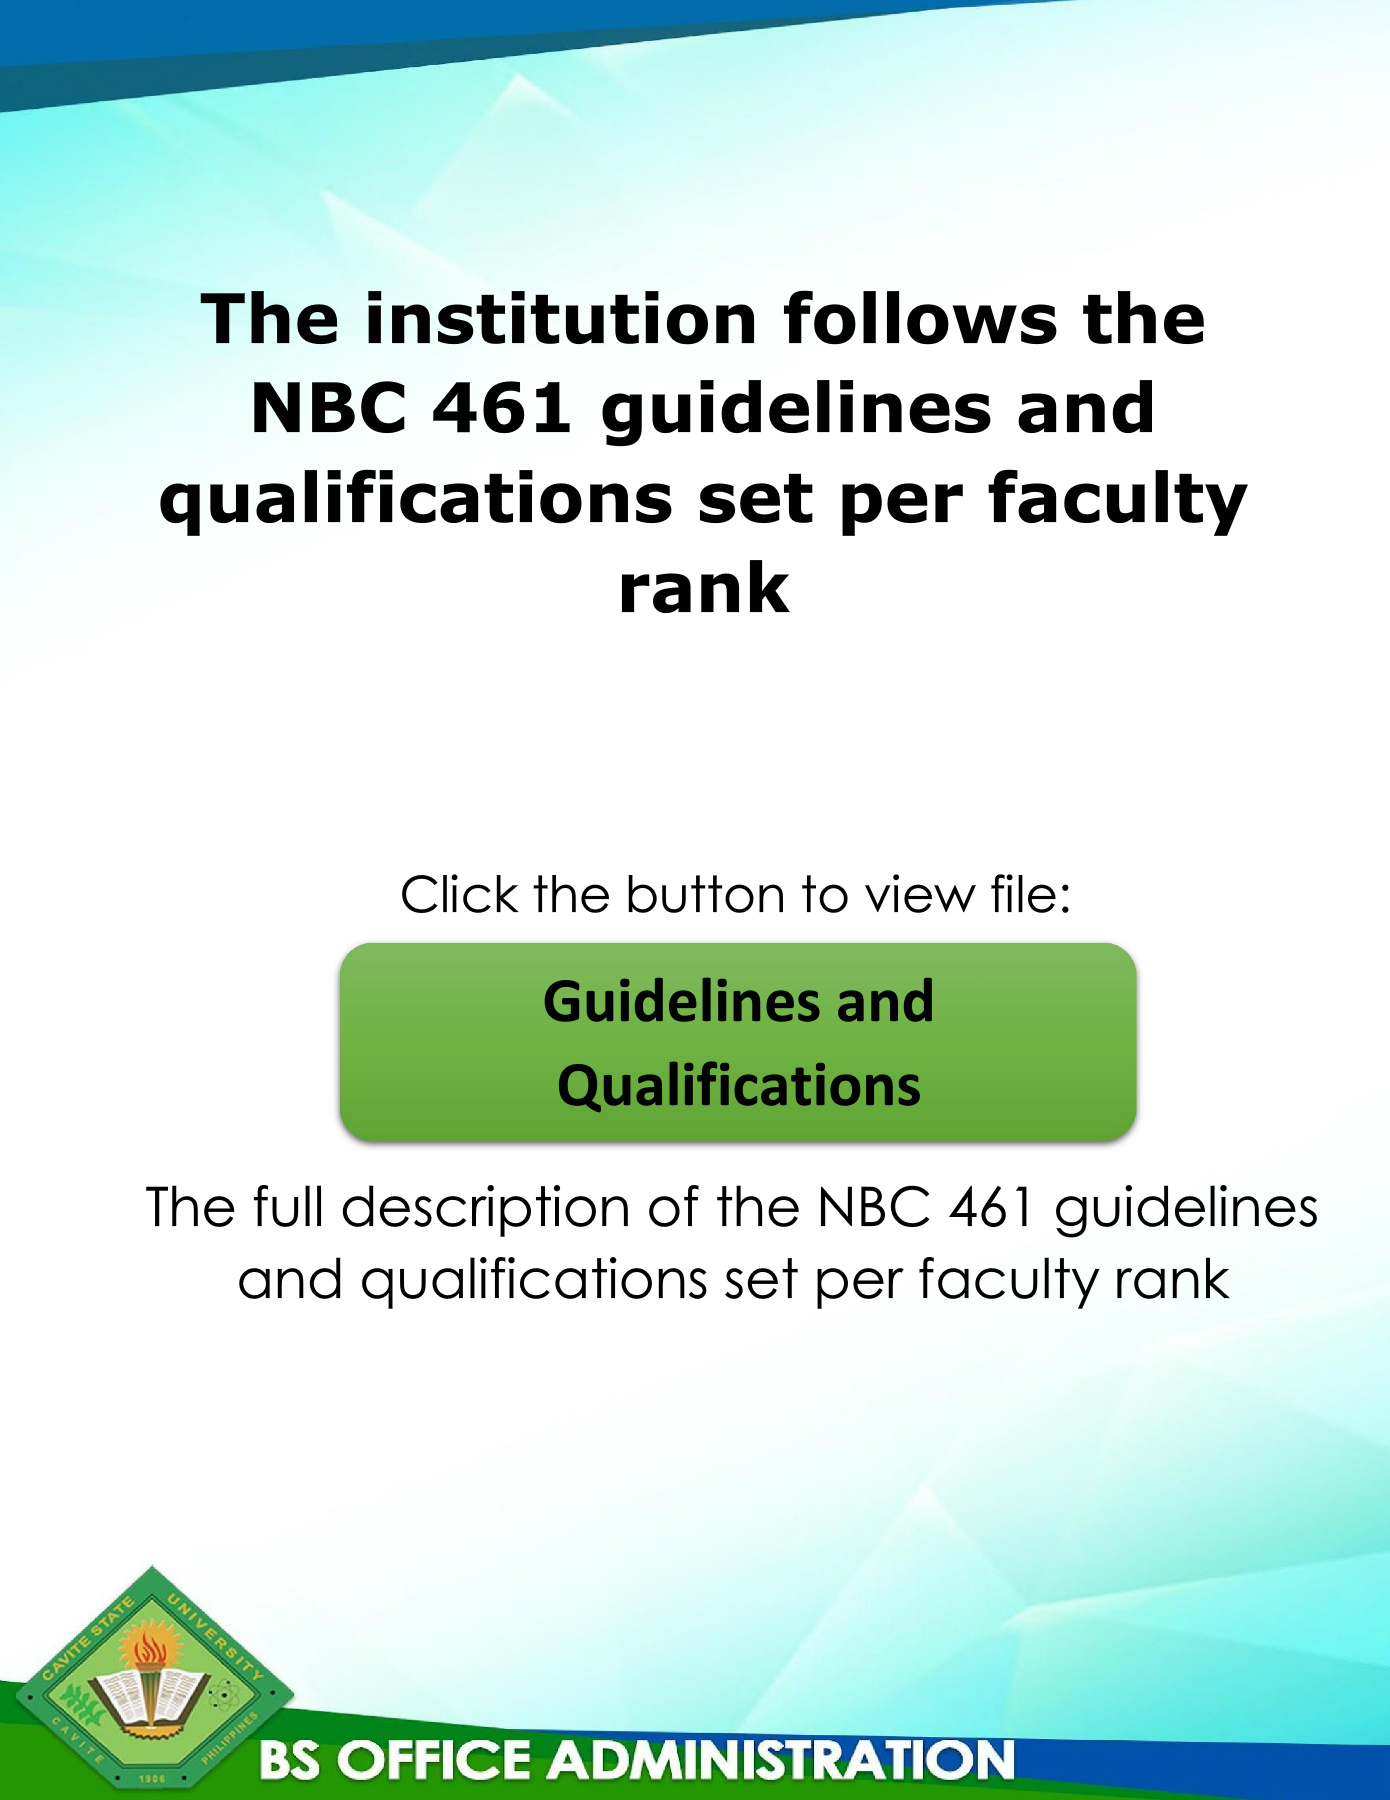 The institution follows the
NBC 461 guidelines and
qualifications set per faculty
rank
Click the button to view file:
Guidelines and
Qualifications
The full description of the NBC 461 guidelines
and qualifications set per faculty rank
CAVITE STATE UNIVERSITY
CAVITE
1906
PHILIPPINES
BS OFFICE ADMINISTRATION